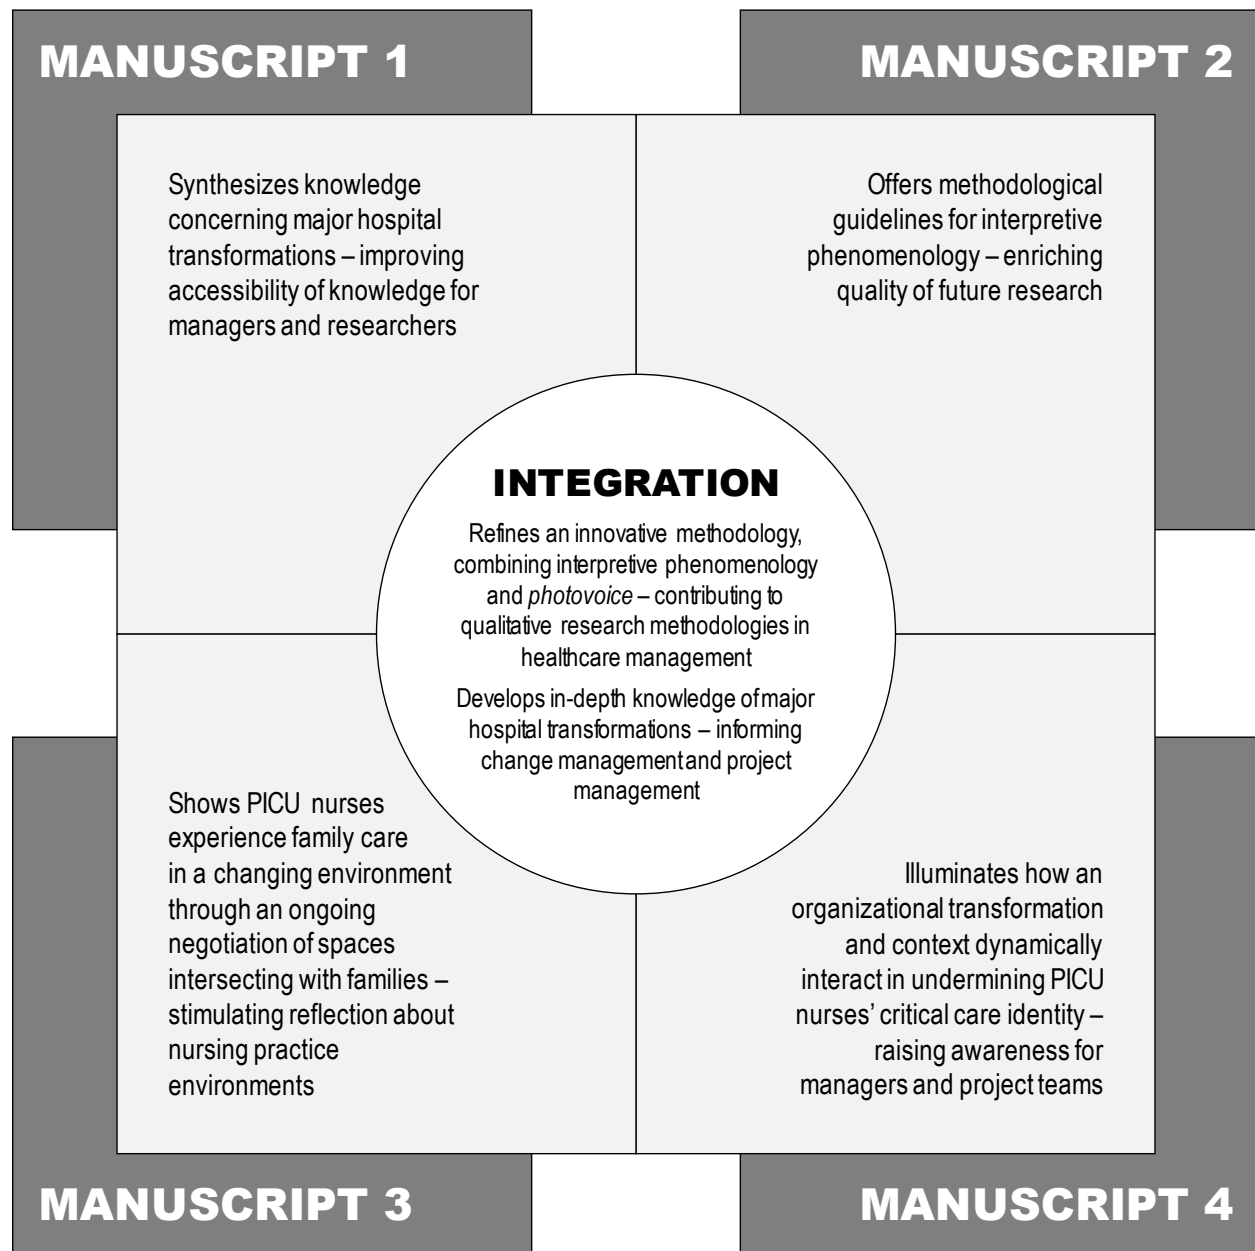 MANUSCRIPT 1
Synthesizes knowledge
concerning major hospital
transformations – improving
accessibility of knowledge for
managers and researchers
MANUSCRIPT 2
Offers methodological
guidelines for interpretive
phenomenology – enriching
quality of future research
INTEGRATION
Refines an innovative methodology,
combining interpretive phenomenology
and photovoice – contributing to
qualitative research methodologies in
healthcare management
Develops in-depth knowledge of major
hospital transformations – informing
change management and project
management
Shows PICU nurses
experience family care
in a changing environment
through an ongoing
negotiation of spaces
intersecting with families –
stimulating reflection about
nursing practice
environments
MANUSCRIPT 3
Illuminates how an
organizational transformation
and context dynamically
interact in undermining PICU
nurses’ critical care identity –
raising awareness for
managers and project teams
MANUSCRIPT 4